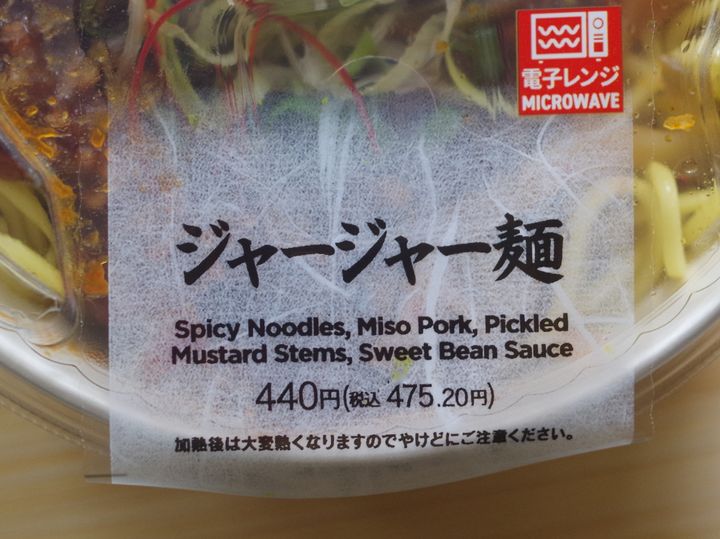 電子レンジ
MICROWAVE
ジャージャー麺
Spicy Noodles, Miso Pork, Pickled
Mustard Stems, Sweet Bean Sauce
440円(税込 475.20円)
加熱後は大変熱くなりますのでやけどにご注意ください。